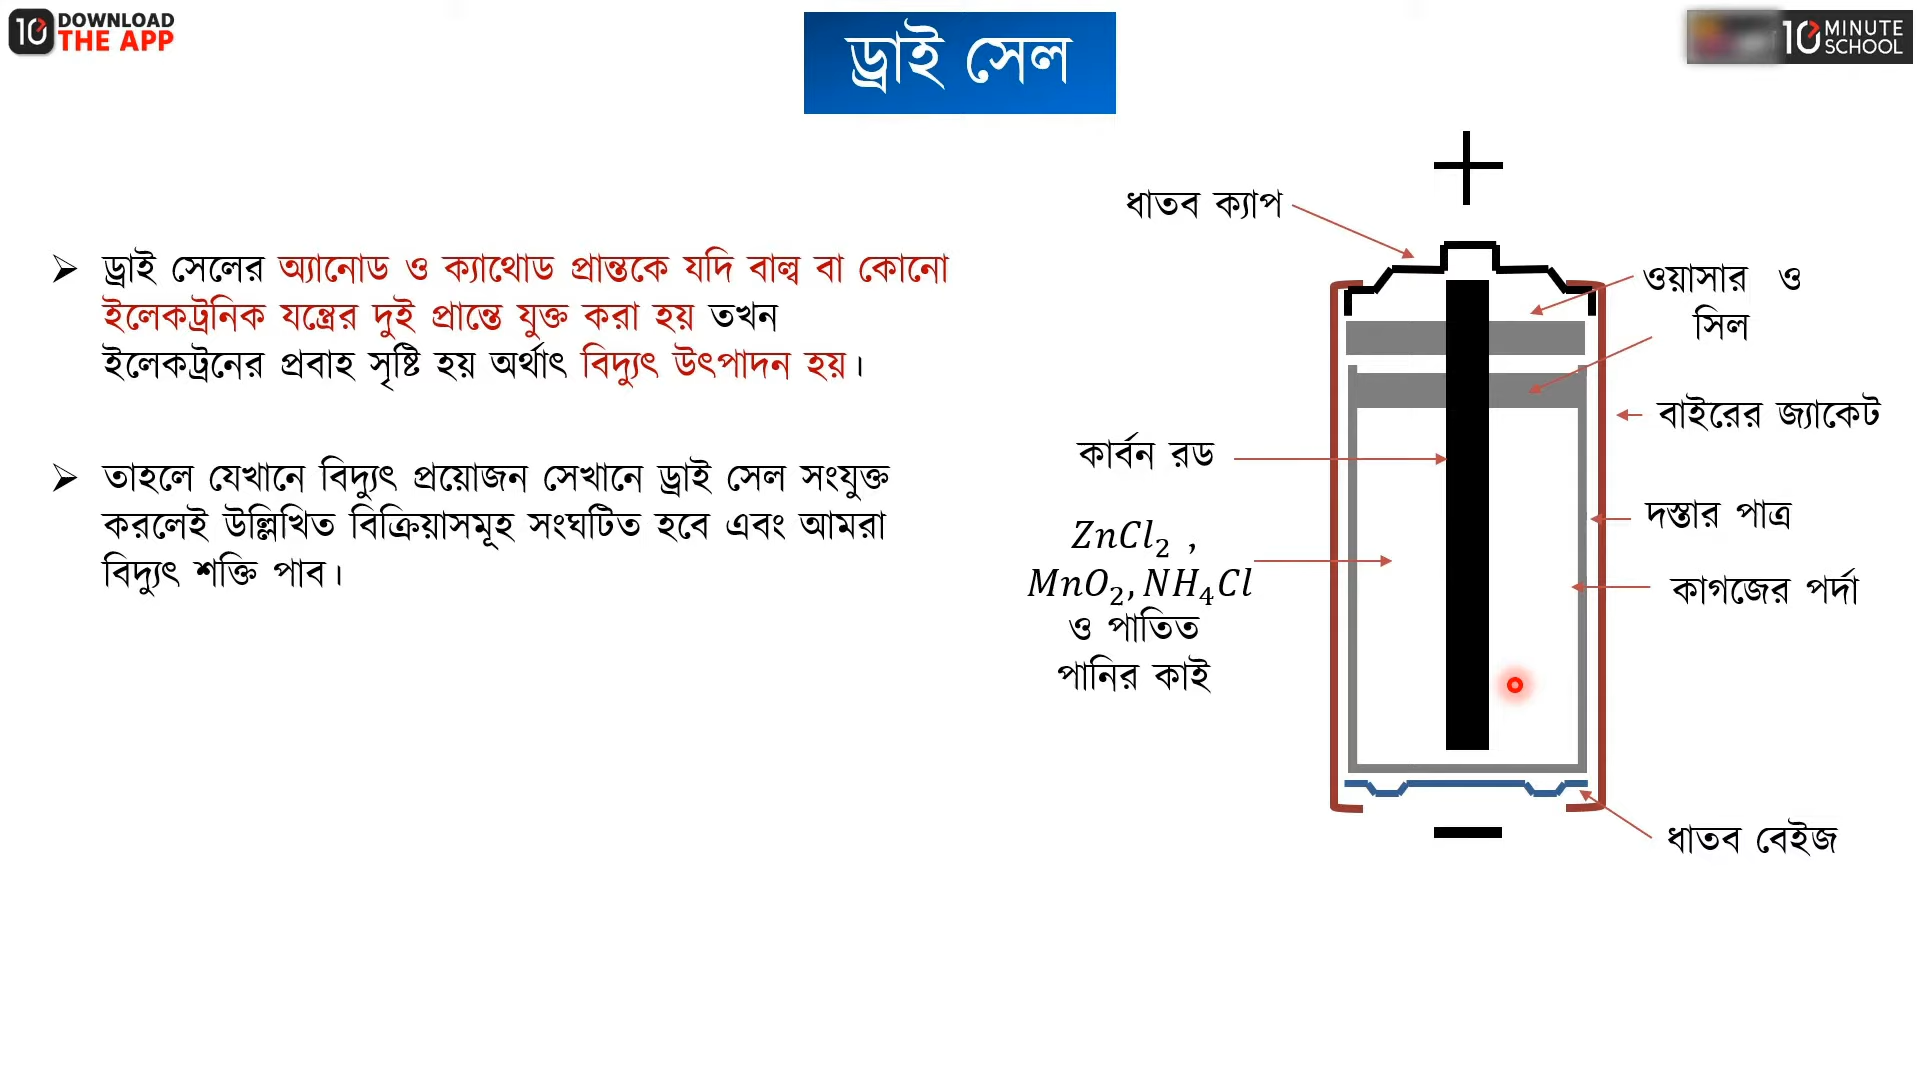 10 DOWNLOAD
THE APP
ড্রাই সেল
10 MINUTE
SCHOOL
➢ ড্রাই সেলের অ্যানোড ও ক্যাথোড প্রান্তকে যদি বাল্ব বা কোনো
ইলেকট্রনিক যন্ত্রের দুই প্রান্তে যুক্ত করা হয় তখন
ইলেকট্রনের প্রবাহ সৃষ্টি হয় অর্থাৎ বিদ্যুৎ উৎপাদন হয়।
➢ তাহলে যেখানে বিদ্যুৎ প্রয়োজন সেখানে ড্রাই সেল সংযুক্ত
করলেই উল্লিখিত বিক্রিয়াসমূহ সংঘটিত হবে এবং আমরা
বিদ্যুৎ শক্তি পাব।
+
ধাতব ক্যাপ
ওয়াসার ও
সিল
বাইরের জ্যাকেট
কার্বন রড
দস্তার পাত্র
ZnCl₂ ,
MnO₂, NH₄Cl
ও পাতিত
পানির কাই
কাগজের পর্দা
−
ধাতব বেইজ